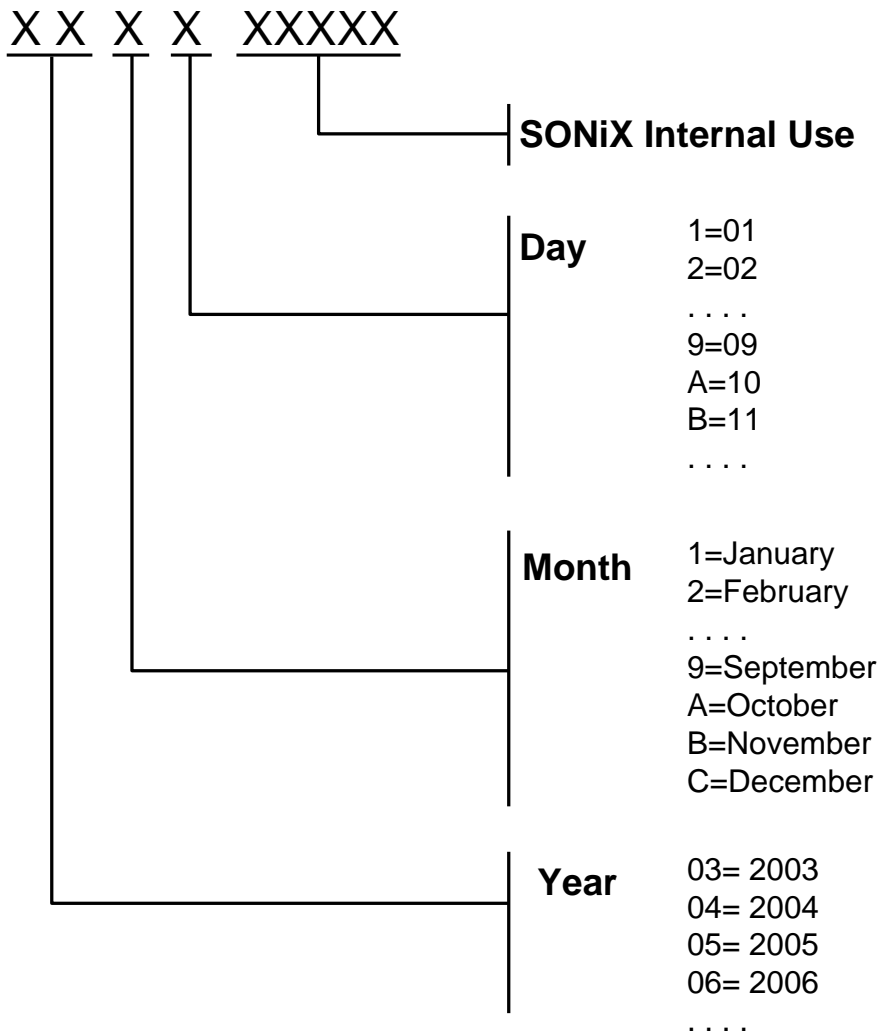 X X X X XXXXX
SONiX Internal Use
Day
1=01
2=02
. . . .
9=09
A=10
B=11
. . . .
Month
1=January
2=February
. . . .
9=September
A=October
B=November
C=December
Year
03= 2003
04= 2004
05= 2005
06= 2006
. . . .